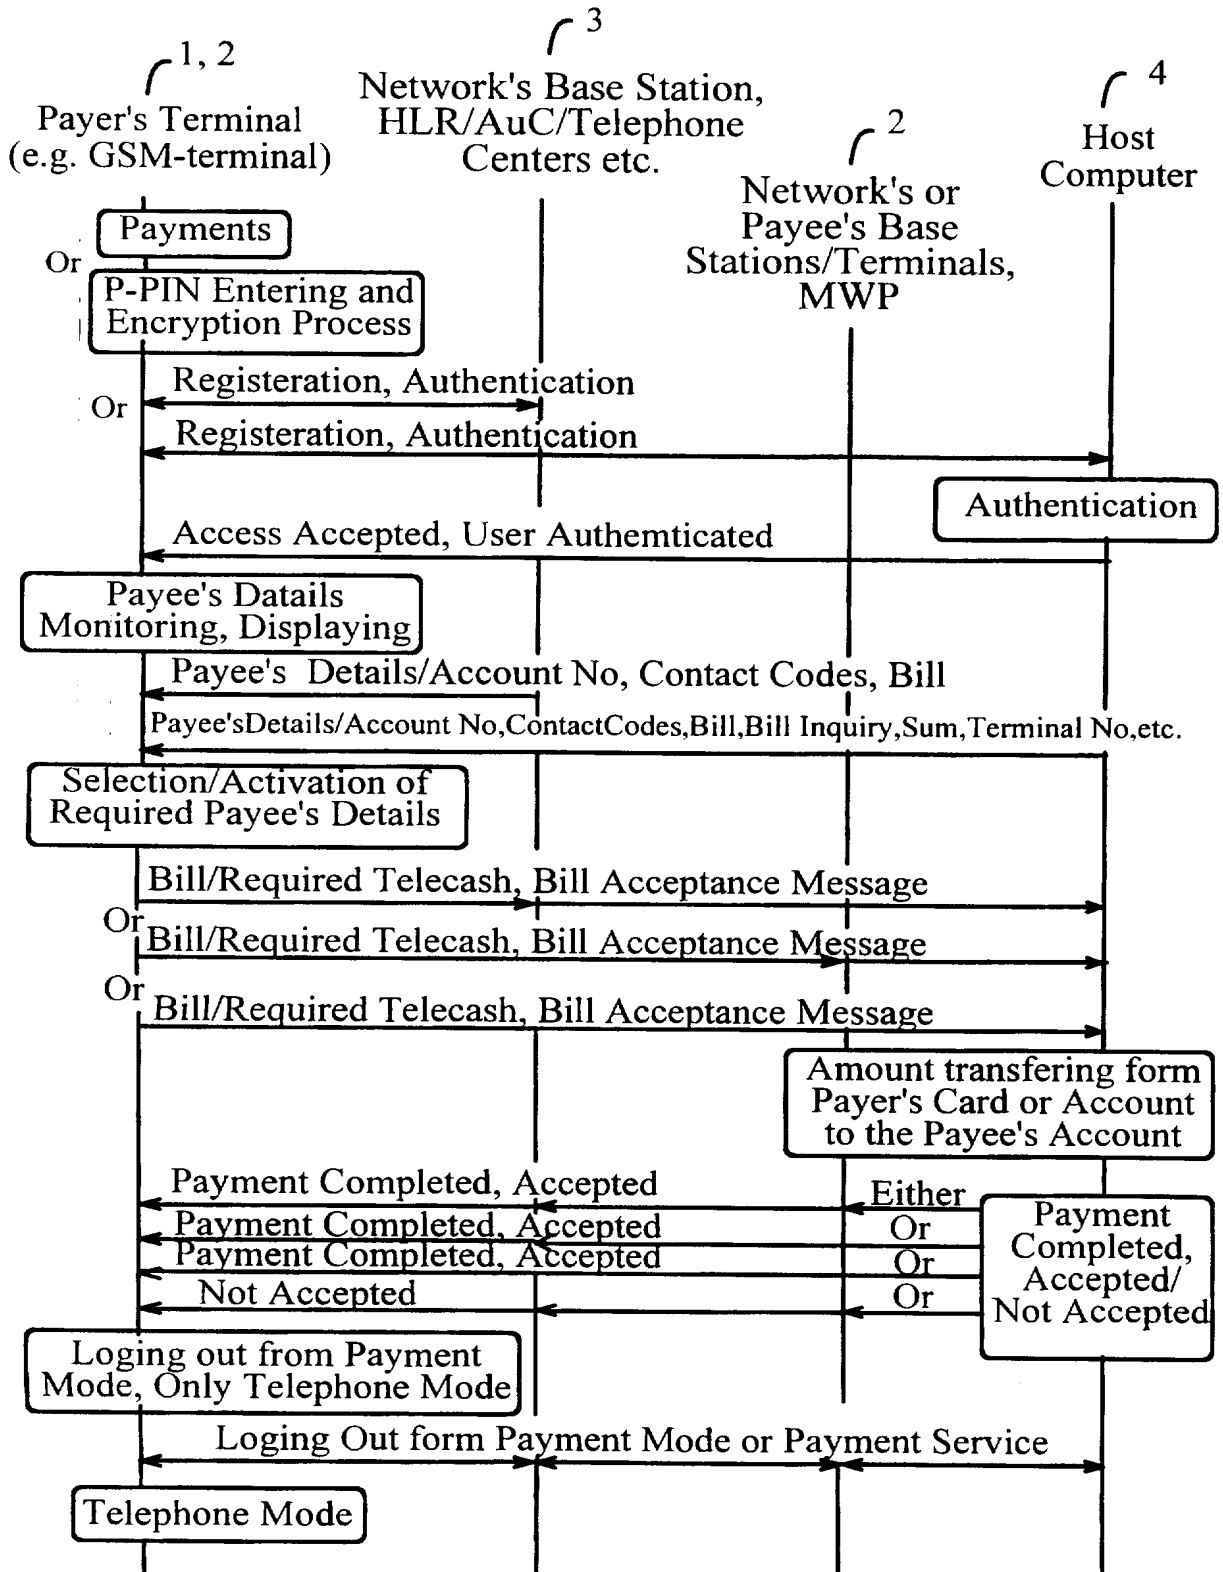 1, 2
Payer's Terminal
(e.g. GSM-terminal)
3
Network's Base Station,
HLR/AuC/Telephone
Centers etc.
2
Network's or
Payee's Base
Stations/Terminals,
MWP
4
Host
Computer
Payments
Or
P-PIN Entering and
Encryption Process
Registeration, Authentication
Or
Registeration, Authentication
Authentication
Access Accepted, User Authemticated
Payee's Datails
Monitoring, Displaying
Payee's Details/Account No, Contact Codes, Bill
Payee'sDetails/Account No,ContactCodes,Bill,Bill Inquiry,Sum,Terminal No,etc.
Selection/Activation of
Required Payee's Details
Bill/Required Telecash, Bill Acceptance Message
Or
Bill/Required Telecash, Bill Acceptance Message
Or
Bill/Required Telecash, Bill Acceptance Message
Amount transfering form
Payer's Card or Account
to the Payee's Account
Payment Completed, Accepted
Either
Payment Completed, Accepted
Or
Payment Completed, Accepted
Or
Not Accepted
Or
Payment
Completed,
Accepted/
Not Accepted
Loging out from Payment
Mode, Only Telephone Mode
Loging Out form Payment Mode or Payment Service
Telephone Mode